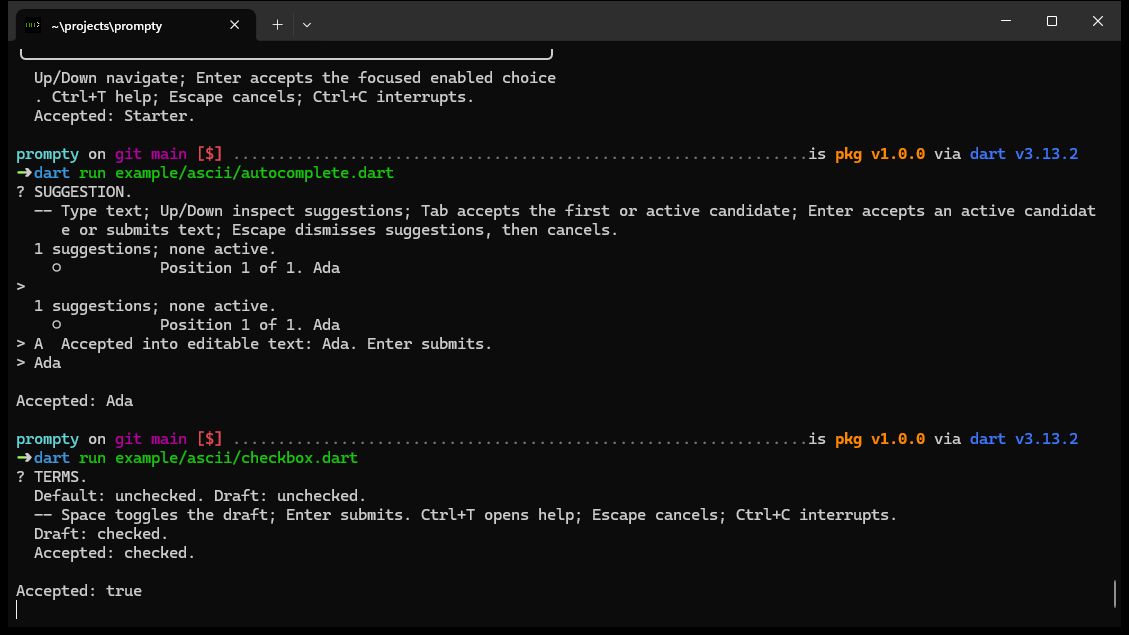 ~\projects\prompty
Up/Down navigate; Enter accepts the focused enabled choice
. Ctrl+T help; Escape cancels; Ctrl+C interrupts.
Accepted: Starter.
prompty on git main [$] ................................................................is pkg v1.0.0 via dart v3.13.2
➜dart run example/ascii/autocomplete.dart
? SUGGESTION.
-- Type text; Up/Down inspect suggestions; Tab accepts the first or active candidate; Enter accepts an active candidat
e or submits text; Escape dismisses suggestions, then cancels.
1 suggestions; none active.
○ Position 1 of 1. Ada
>
1 suggestions; none active.
○ Position 1 of 1. Ada
> A  Accepted into editable text: Ada. Enter submits.
> Ada
Accepted: Ada
prompty on git main [$] ................................................................is pkg v1.0.0 via dart v3.13.2
➜dart run example/ascii/checkbox.dart
? TERMS.
Default: unchecked. Draft: unchecked.
-- Space toggles the draft; Enter submits. Ctrl+T opens help; Escape cancels; Ctrl+C interrupts.
Draft: checked.
Accepted: checked.
Accepted: true